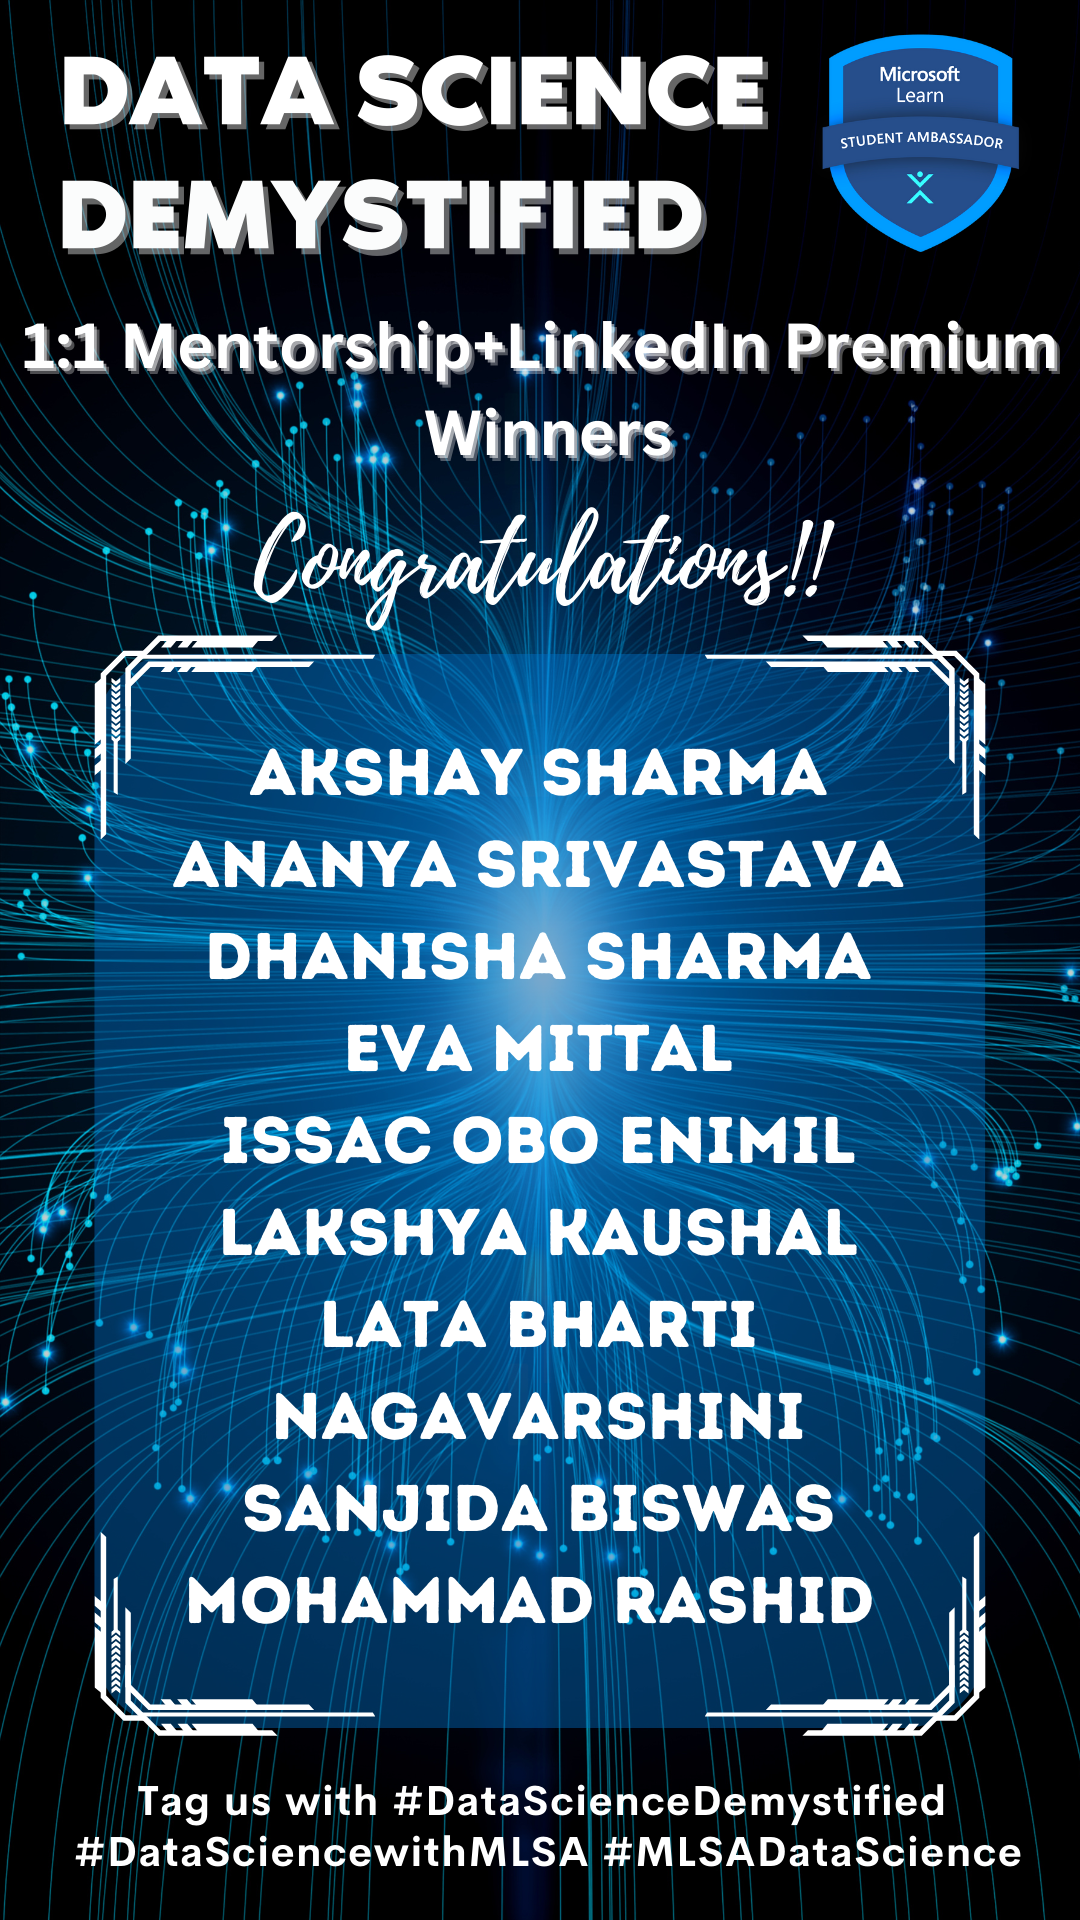 DATA SCIENCE
DEMYSTIFIED
Microsoft
Learn
STUDENT AMBASSADOR
1:1 Mentorship+LinkedIn Premium
Winners
Congratulations!!
AKSHAY SHARMA
ANANYA SRIVASTAVA
DHANISHA SHARMA
EVA MITTAL
ISSAC OBO ENIMIL
LAKSHYA KAUSHAL
LATA BHARTI
NAGAVARSHINI
SANJIDA BISWAS
MOHAMMAD RASHID
Tag us with #DataScienceDemystified
#DataSciencewithMLSA #MLSADataScience